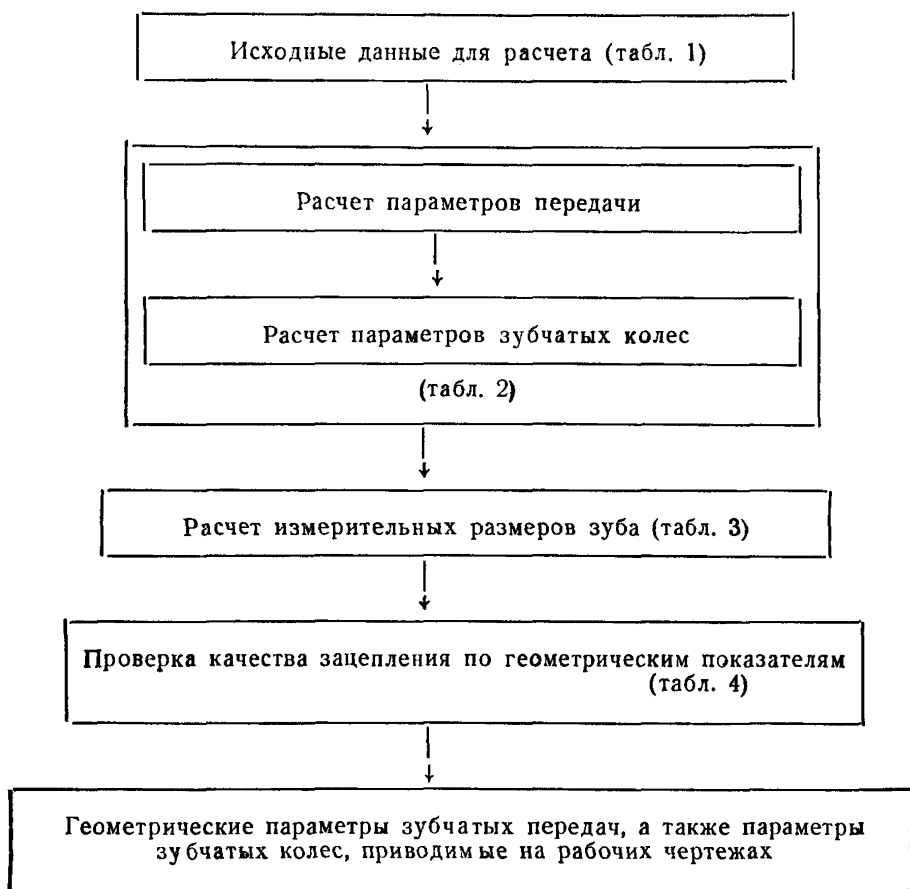 Исходные данные для расчета (табл. 1)
Расчет параметров передачи
Расчет параметров зубчатых колес
(табл. 2)
Расчет измерительных размеров зуба (табл. 3)
Проверка качества зацепления по геометрическим показателям
(табл. 4)
Геометрические параметры зубчатых передач, а также параметры
зубчатых колес, приводимые на рабочих чертежах